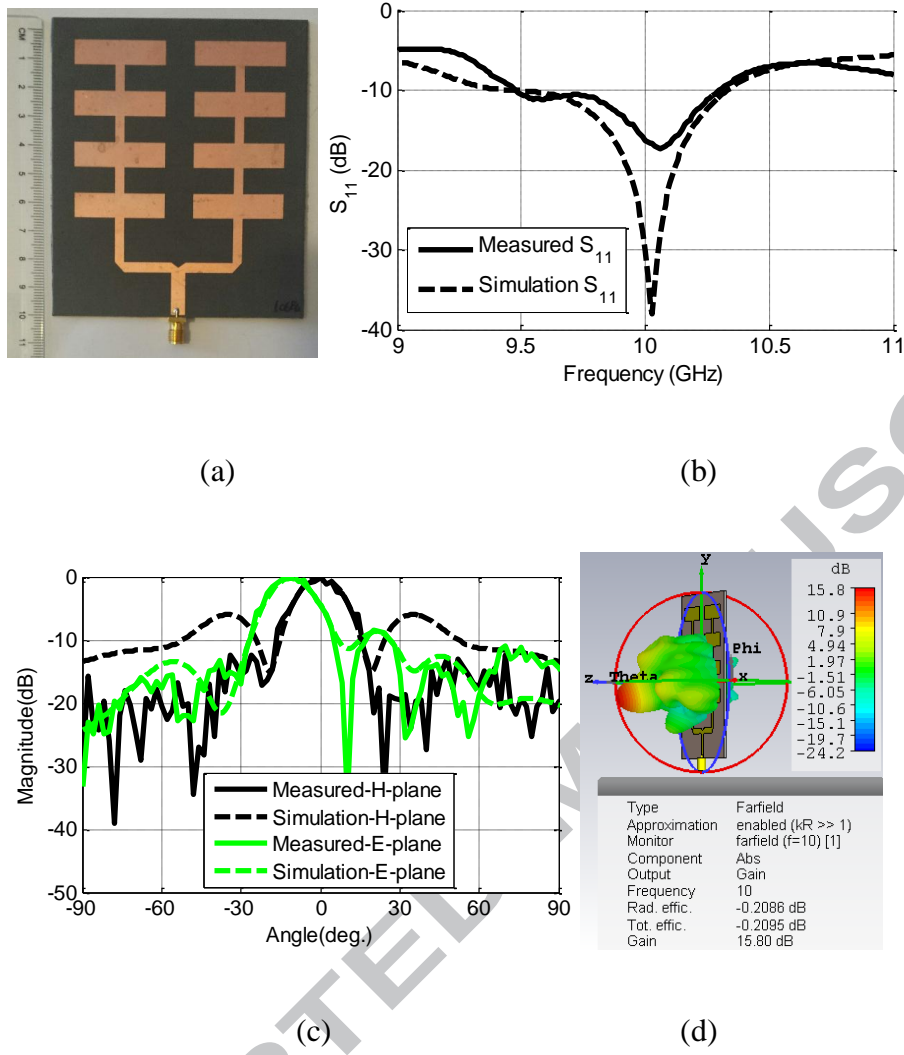 CM
1
2
3
4
5
6
7
8
9
10
11
0
-10
-20
-30
-40
S11 (dB)
Measured S11
Simulation S11
9
9.5
10
10.5
11
Frequency (GHz)
(a)
(b)
0
-10
-20
-30
-40
-50
Magnitude(dB)
Measured-H-plane
Simulation-H-plane
Measured-E-plane
Simulation-E-plane
-90
-60
-30
0
30
60
90
Angle(deg.)
y
Phi
z
Theta
x
dB
15.8
10.9
7.9
4.94
1.97
-1.51
-6.05
-10.6
-15.1
-19.7
-24.2
Type Farfield
Approximation enabled (kR >> 1)
Monitor farfield (f=10) [1]
Component Abs
Output Gain
Frequency 10
Rad. effic. -0.2086 dB
Tot. effic. -0.2095 dB
Gain 15.80 dB
(c)
(d)